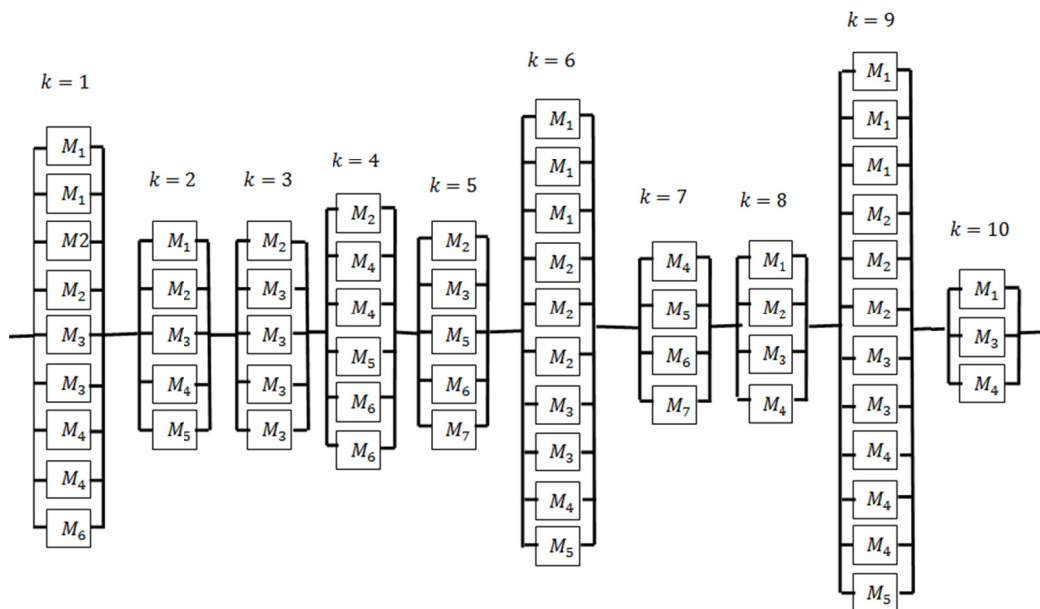 k = 1
M₁
M₁
M2
M₂
M₃
M₃
M₄
M₄
M₆
k = 2
M₁
M₂
M₃
M₄
M₅
k = 3
M₂
M₃
M₃
M₃
M₃
k = 4
M₂
M₄
M₄
M₅
M₆
M₆
k = 5
M₂
M₃
M₅
M₆
M₇
k = 6
M₁
M₁
M₁
M₂
M₂
M₂
M₃
M₃
M₄
M₅
k = 7
M₄
M₅
M₆
M₇
k = 8
M₁
M₂
M₃
M₄
k = 9
M₁
M₁
M₁
M₂
M₂
M₂
M₃
M₃
M₄
M₄
M₄
M₅
k = 10
M₁
M₃
M₄